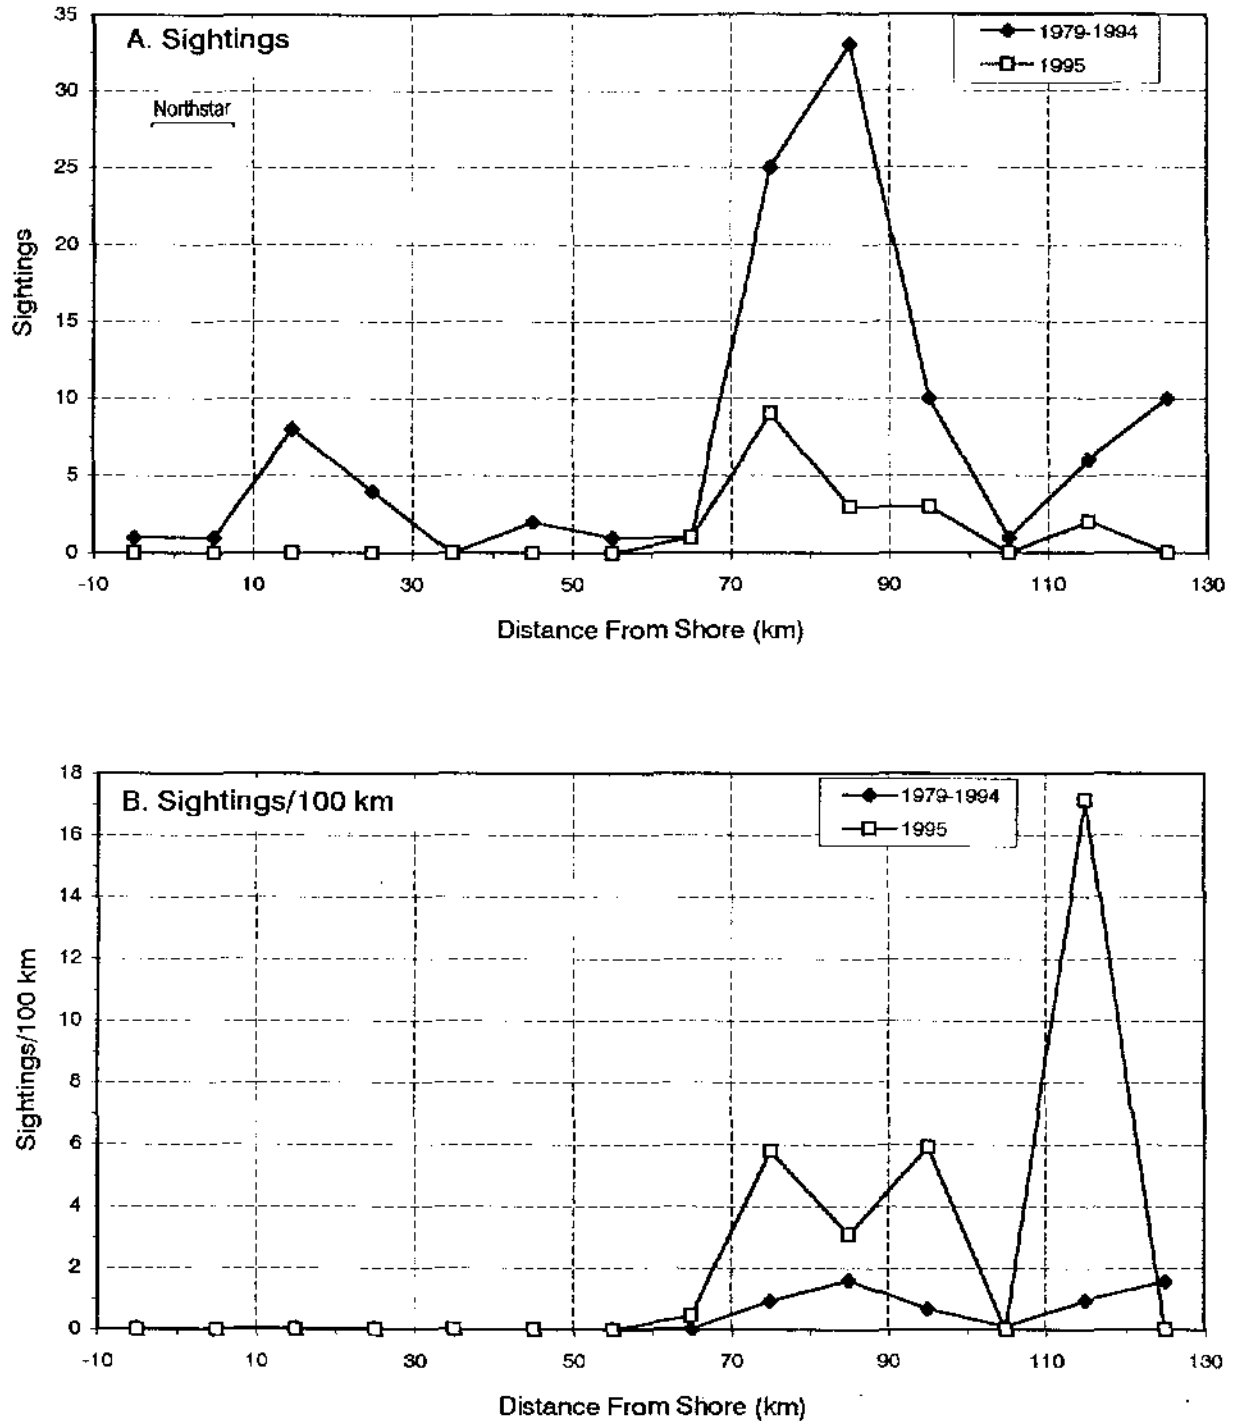 A. Sightings
1979-1994
1995
Northstar
35
30
25
20
15
10
5
0
Sightings
-10 10 30 50 70 90 110 130
Distance From Shore (km)
B. Sightings/100 km
1979-1994
1995
18
16
14
12
10
8
6
4
2
0
Sightings/100 km
-10 10 30 50 70 90 110 130
Distance From Shore (km)